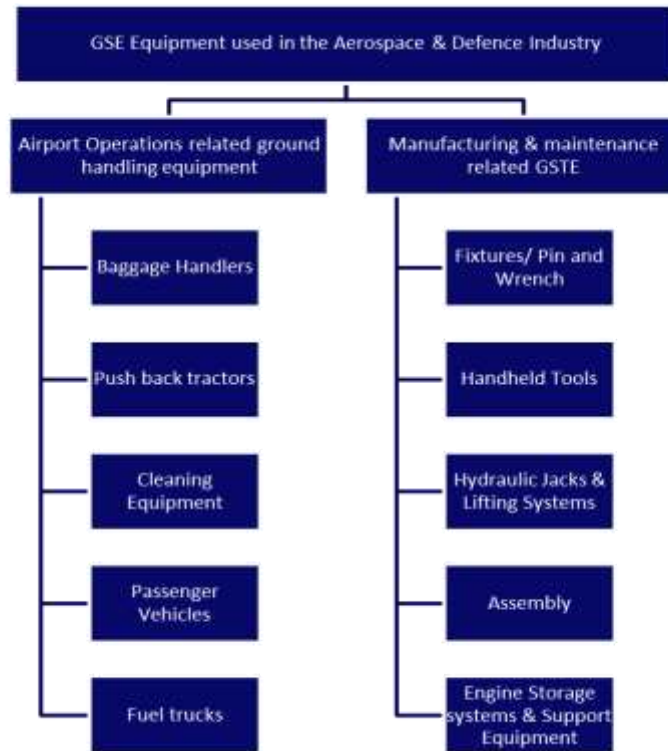 GSE Equipment used in the Aerospace & Defence Industry
Airport Operations related ground
handling equipment
Baggage Handlers
Push back tractors
Cleaning
Equipment
Passenger
Vehicles
Fuel trucks
Manufacturing & maintenance
related GSTE
Fixtures/ Pin and
Wrench
Handheld Tools
Hydraulic Jacks &
Lifting Systems
Assembly
Engine Storage
systems & Support
Equipment